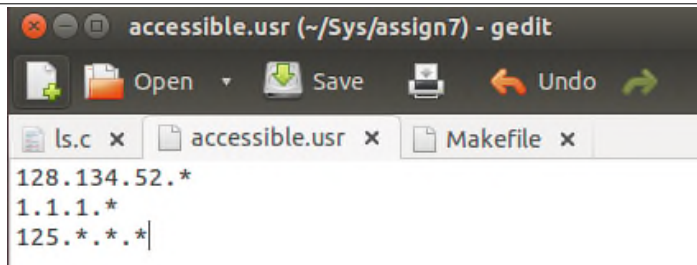 accessible.usr (~/Sys/assign7) - gedit
Open Save Undo
ls.c x accessible.usr x Makefile x
128.134.52.*
1.1.1.*
125.*.*.*